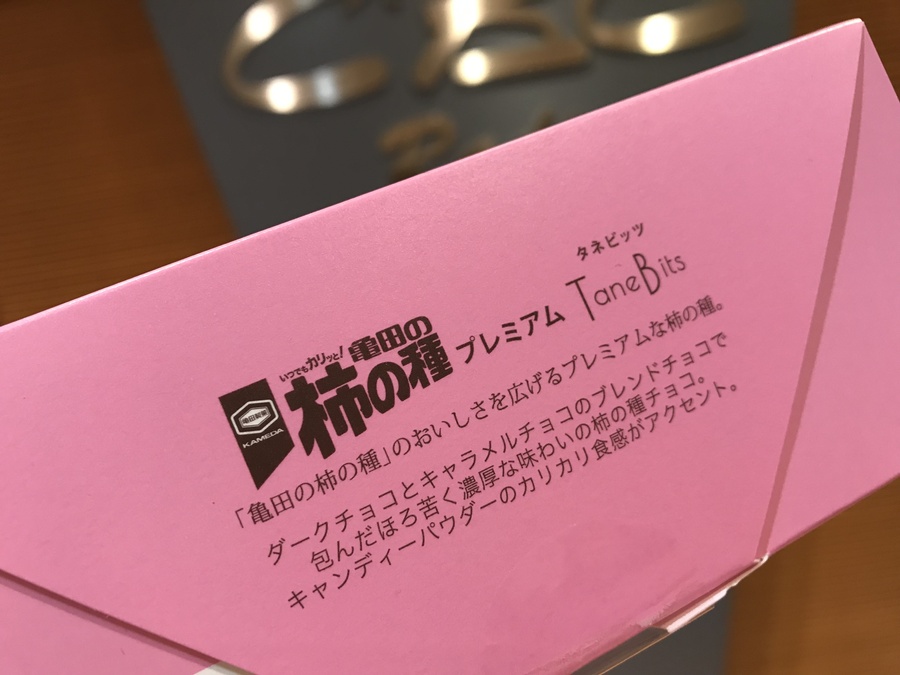 タネビッツ
いつでもカリッと! 亀田の
柿の種 プレミアム TaneBits
亀田製菓
KAMEDA
「亀田の柿の種」のおいしさを広げるプレミアムな柿の種。
ダークチョコとキャラメルチョコのブレンドチョコで
包んだほろ苦く濃厚な味わいの柿の種チョコ。
キャンディーパウダーのカリカリ食感がアクセント。